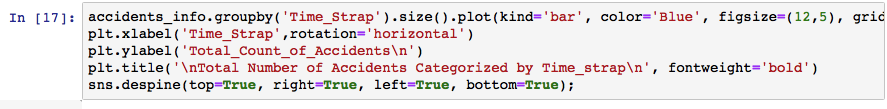 In [17]: accidents_info.groupby('Time_Strap').size().plot(kind='bar', color='Blue', figsize=(12,5), grid
plt.xlabel('Time_Strap',rotation='horizontal')
plt.ylabel('Total_Count_of_Accidents\n')
plt.title('\nTotal Number of Accidents Categorized by Time_strap\n', fontweight='bold')
sns.despine(top=True, right=True, left=True, bottom=True);